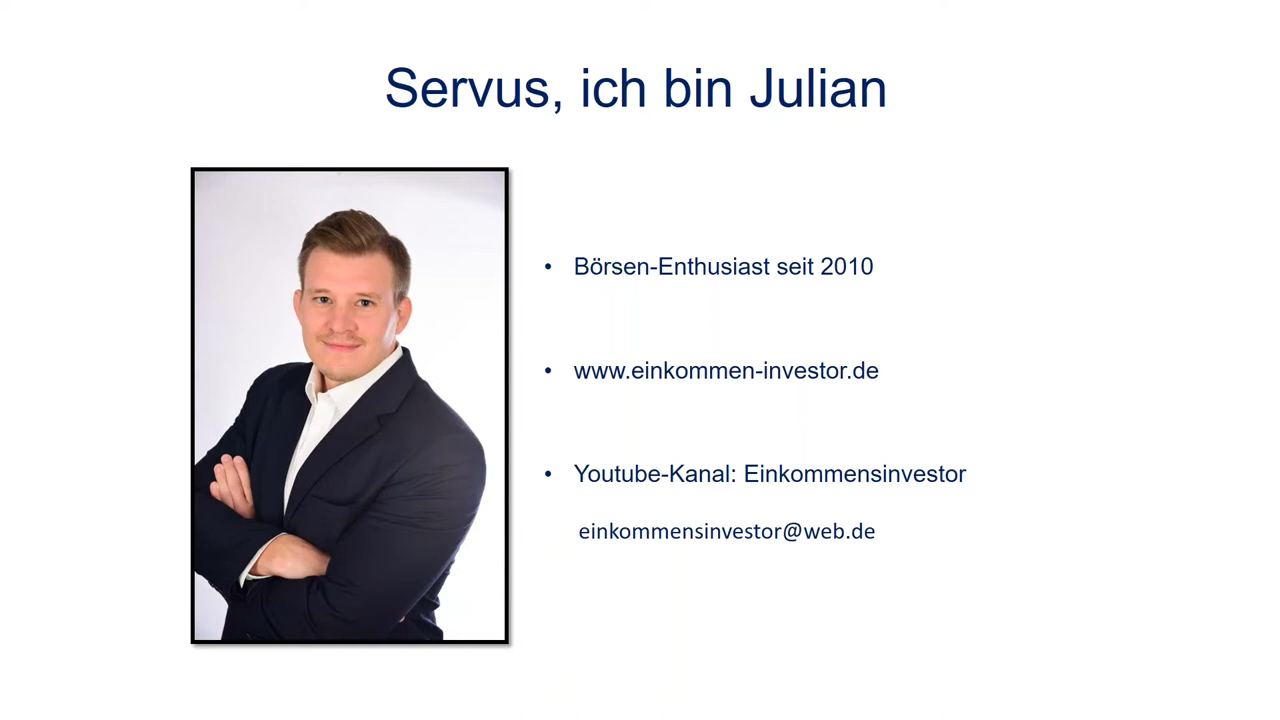 Servus, ich bin Julian
• Börsen-Enthusiast seit 2010
• www.einkommen-investor.de
• Youtube-Kanal: Einkommensinvestor
einkommensinvestor@web.de